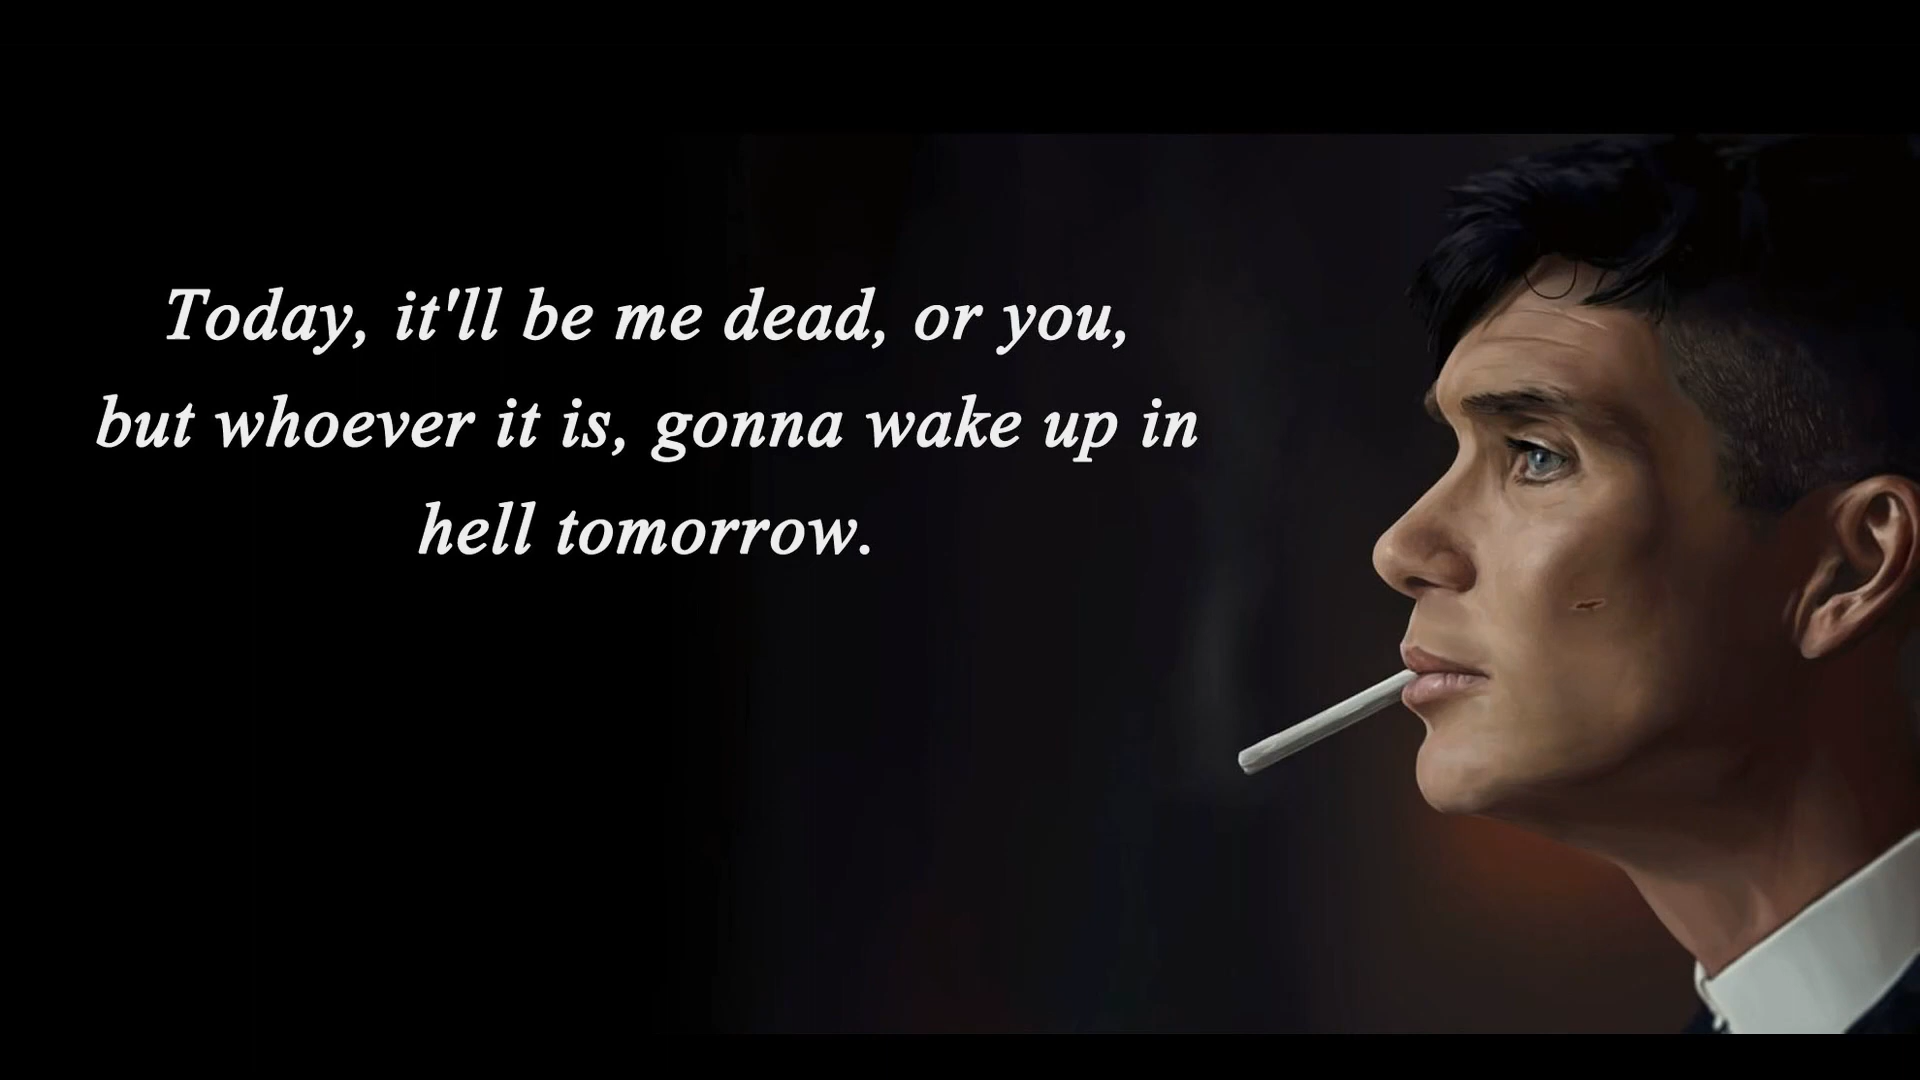 Today, it'll be me dead, or you,
but whoever it is, gonna wake up in
hell tomorrow.